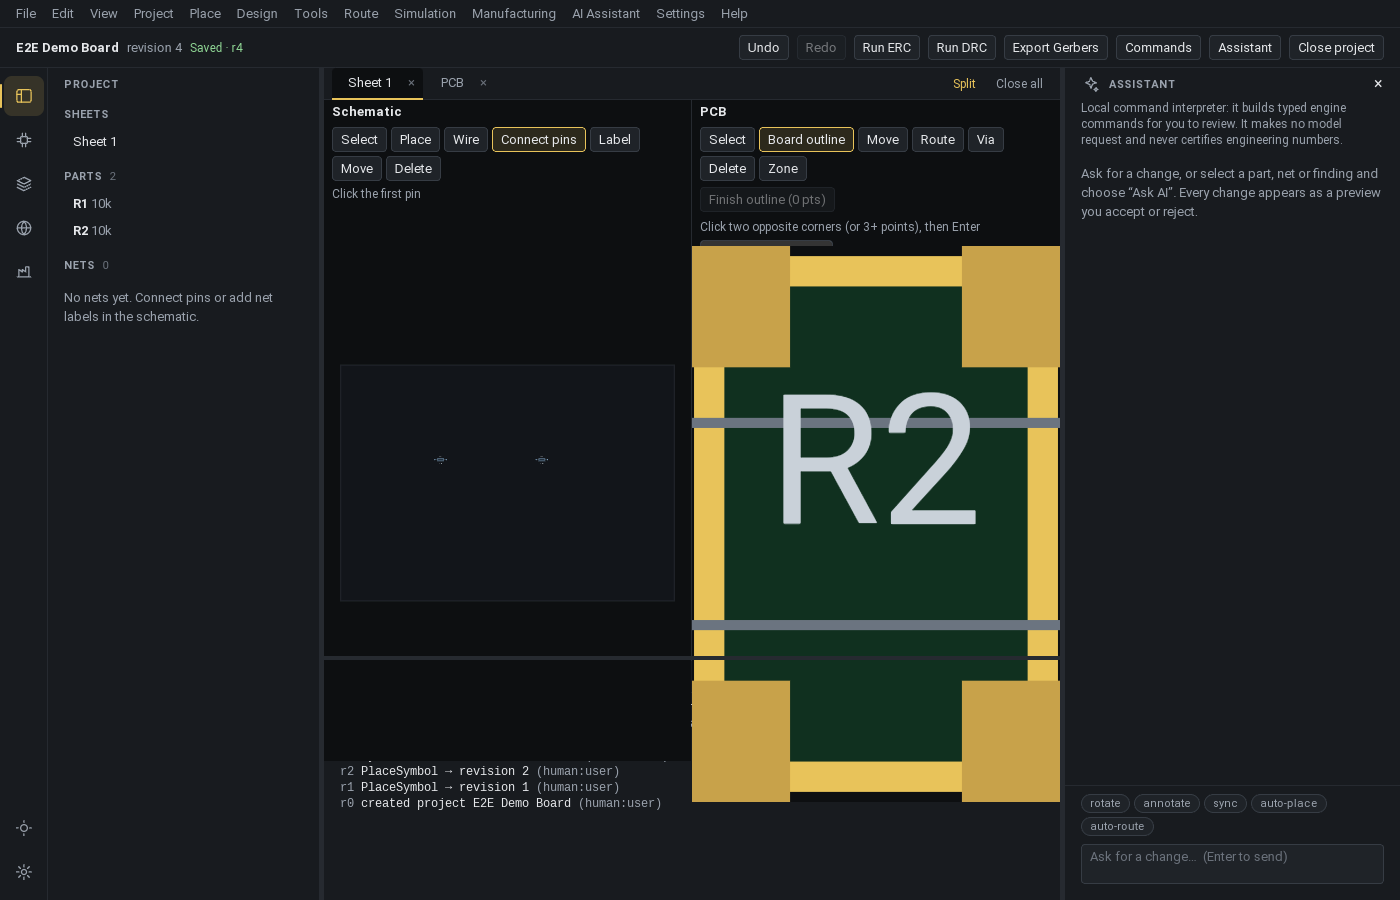 File Edit View Project Place Design Tools Route Simulation Manufacturing AI Assistant Settings Help
E2E Demo Board revision 4 Saved · r4 Undo Redo Run ERC Run DRC Export Gerbers Commands Assistant Close project
PROJECT
SHEETS
Sheet 1
PARTS 2
R1 10k
R2 10k
NETS 0
No nets yet. Connect pins or add net
labels in the schematic.
Sheet 1 × PCB × Split Close all
Schematic
Select Place Wire Connect pins Label
Move Delete
Click the first pin
PCB
Select Board outline Move Route Via
Delete Zone
Finish outline (0 pts)
Click two opposite corners (or 3+ points), then Enter
R2
r2 PlaceSymbol → revision 2 (human:user)
r1 PlaceSymbol → revision 1 (human:user)
r0 created project E2E Demo Board (human:user)
ASSISTANT ×
Local command interpreter: it builds typed engine
commands for you to review. It makes no model
request and never certifies engineering numbers.
Ask for a change, or select a part, net or finding and
choose “Ask AI”. Every change appears as a preview
you accept or reject.
rotate annotate sync auto-place
auto-route
Ask for a change… (Enter to send)